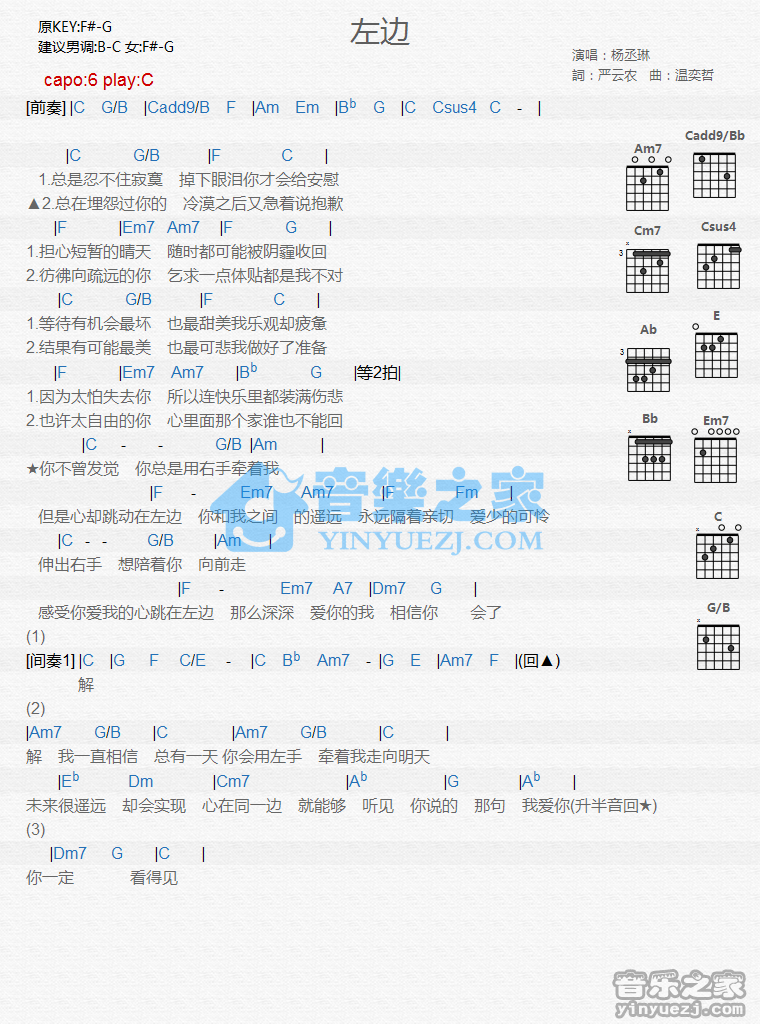 左边
原KEY:F#-G
建议男调:B-C 女:F#-G
演唱：杨丞琳
詞：严云农 曲：温奕哲
capo:6 play:C
[前奏] |C G/B |Cadd9/B F |Am Em |Bb G |C Csus4 C - |
|C G/B |F C |
1.总是忍不住寂寞 掉下眼泪你才会给安慰
▲2.总在埋怨过你的 冷漠之后又急着说抱歉
|F |Em7 Am7 |F G |
1.担心短暂的晴天 随时都可能被阴霾收回
2.彷彿向疏远的你 乞求一点体贴都是我不对
|C G/B |F C |
1.等待有机会最坏 也最甜美我乐观却疲惫
2.结果有可能最美 也最可悲我做好了准备
|F |Em7 Am7 |Bb G |等2拍|
1.因为太怕失去你 所以连快乐里都装满伤悲
2.也许太自由的你 心里面那个家谁也不能回
|C - - G/B |Am |
★你不曾发觉 你总是用右手牵着我
|F - Em7 Am7 |F Fm |
但是心却跳动在左边 你和我之间 的遥远 永远隔着亲切 爱少的可怜
|C - - G/B |Am |
伸出右手 想陪着你 向前走
|F - Em7 A7 |Dm7 G |
感受你爱我的心跳在左边 那么深深 爱你的我 相信你 会了
(1)
[间奏1] |C |G F C/E - |C Bb Am7 - |G E |Am7 F |(回▲)
解
(2)
|Am7 G/B |C |Am7 G/B |C |
解 我一直相信 总有一天 你会用左手 牵着我走向明天
|Eb Dm |Cm7 |Ab |G |Ab |
未来很遥远 却会实现 心在同一边 就能够 听见 你说的 那句 我爱你(升半音回★)
(3)
|Dm7 G |C |
你一定 看得见
Am7
Cadd9/Bb
Cm7
3
Csus4
Ab
3
E
Bb
Em7
C
G/B
音樂之家
YINYUEZJ.COM
音乐之家
yinyuezj.com